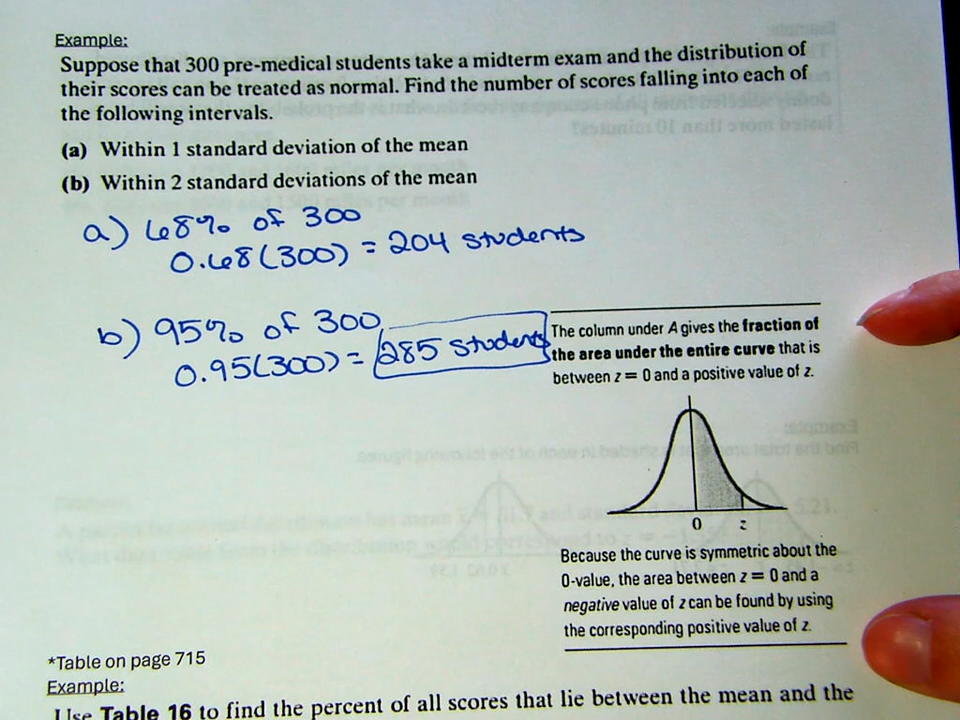 Example:
Suppose that 300 pre-medical students take a midterm exam and the distribution of
their scores can be treated as normal. Find the number of scores falling into each of
the following intervals.
(a) Within 1 standard deviation of the mean
(b) Within 2 standard deviations of the mean
a) 68% of 300
0.68(300) = 204 students
b) 95% of 300
0.95(300) = 285 students
The column under A gives the fraction of
the area under the entire curve that is
between z = 0 and a positive value of z.
0 z
Because the curve is symmetric about the
0-value, the area between z = 0 and a
negative value of z can be found by using
the corresponding positive value of z.
*Table on page 715
Example:
Use Table 16 to find the percent of all scores that lie between the mean and the